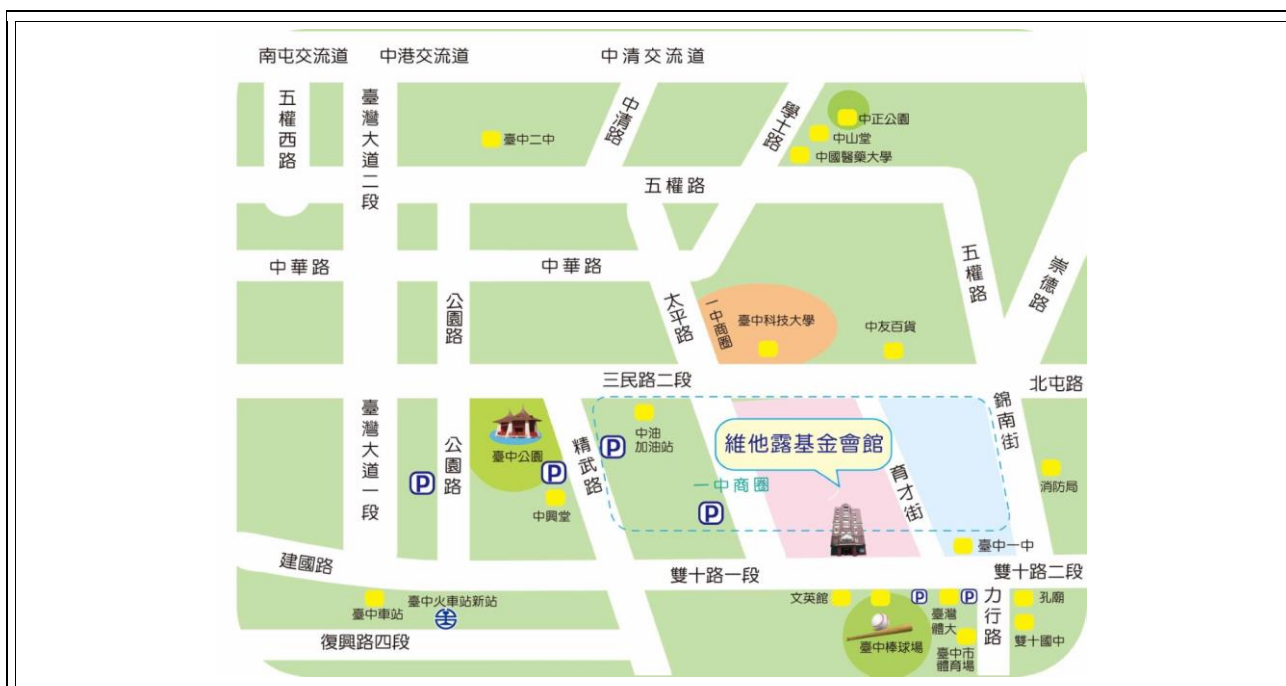 南屯交流道
中港交流道
中清交流道
五權西路
臺灣大道二段
臺中二中
中清路
學士路
中正公園
中山堂
中國醫藥大學
五權路
中華路
中華路
公園路
太平路
一中商圈
臺中科技大學
中友百貨
五權路
崇德路
三民路二段
北屯路
臺灣大道一段
P
公園路
臺中公園
P
中興堂
精武路
P
中油
加油站
一中商圈
P
維他露基金會館
育才街
錦南街
消防局
臺中一中
建國路
雙十路一段
雙十路二段
臺中車站
臺中火車站新站
復興路四段
文英館
臺中棒球場
P
臺灣
體大
P
臺中市
體育場
力行路
孔廟
雙十國中